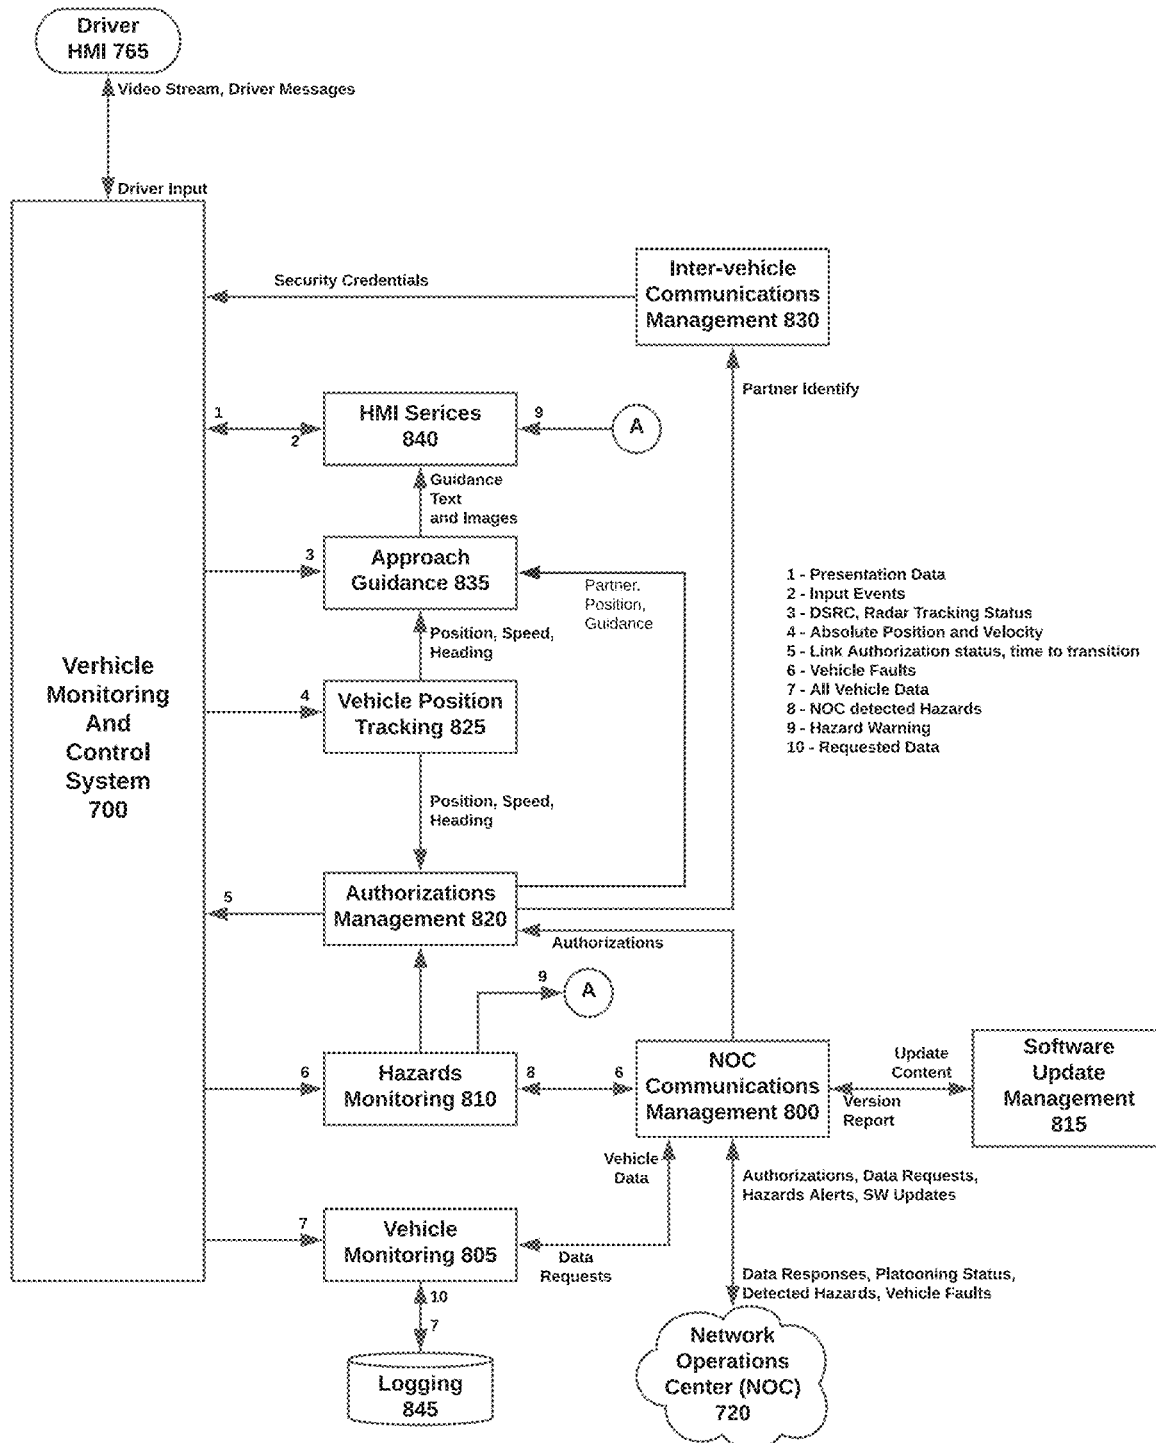 Driver
HMI 765
Video Stream, Driver Messages
Driver Input
Security Credentials
Inter-vehicle
Communications
Management 830
Partner Identify
1
2
HMI Serices
840
9
A
Guidance
Text
and Images
3
Approach
Guidance 835
Partner.
Position,
Guidance
1 - Presentation Data
2 - Input Events
3 - DSRC, Radar Tracking Status
4 - Absolute Position and Velocity
5 - Link Authorization status, time to transition
6 - Vehicle Faults
7 - All Vehicle Data
8 - NOC detected Hazards
9 - Hazard Warning
10 - Requested Data
Position, Speed,
Heading
Verhicle
Monitoring
And
Control
System
700
4
Vehicle Position
Tracking 825
Position, Speed,
Heading
5
Authorizations
Management 820
Authorizations
9
A
6
Hazards
Monitoring 810
8
6
NOC
Communications
Management 800
Update
Content
Version
Report
Software
Update
Management
815
Vehicle
Data
Authorizations, Data Requests,
Hazards Alerts, SW Updates
7
Vehicle
Monitoring 805
Data
Requests
10
7
Data Responses, Platooning Status,
Detected Hazards, Vehicle Faults
Logging
845
Network
Operations
Center (NOC)
720